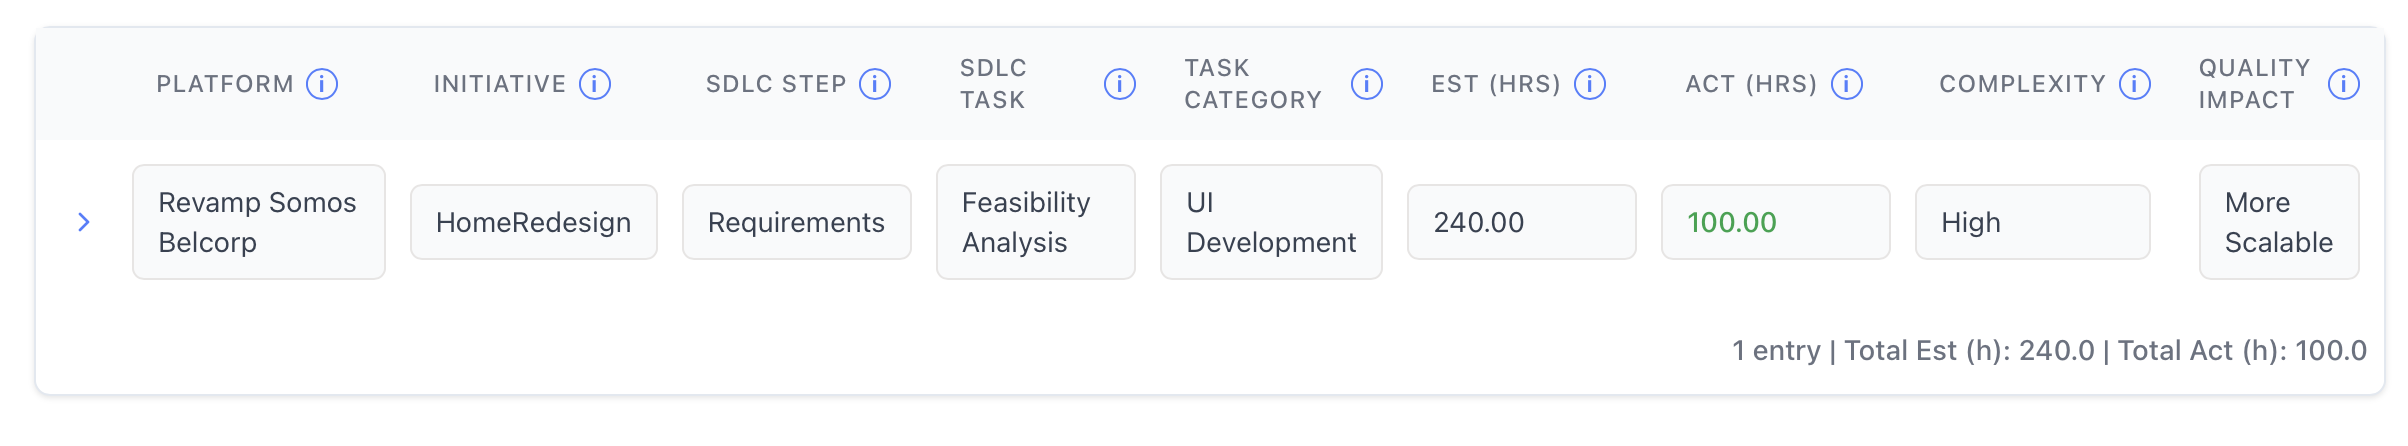 PLATFORM i INITIATIVE i SDLC STEP i SDLC TASK i TASK CATEGORY i EST (HRS) i ACT (HRS) i COMPLEXITY i QUALITY IMPACT i
Revamp Somos
Belcorp
HomeRedesign
Requirements
Feasibility
Analysis
UI
Development
240.00
100.00
High
More
Scalable
1 entry | Total Est (h): 240.0 | Total Act (h): 100.0